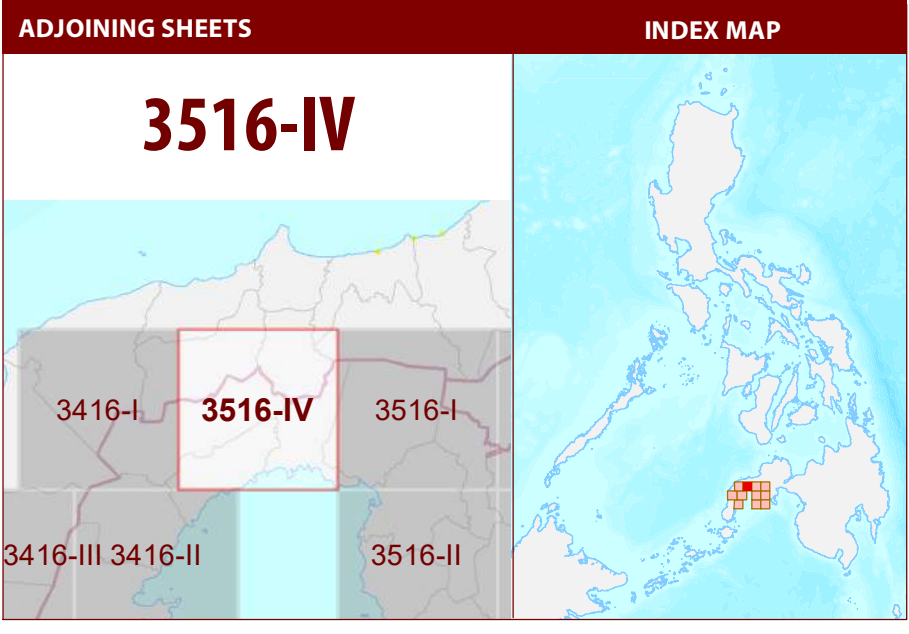 ADJOINING SHEETS
INDEX MAP
3516-IV
3416-I
3516-IV
3516-I
3416-III
3416-II
3516-II